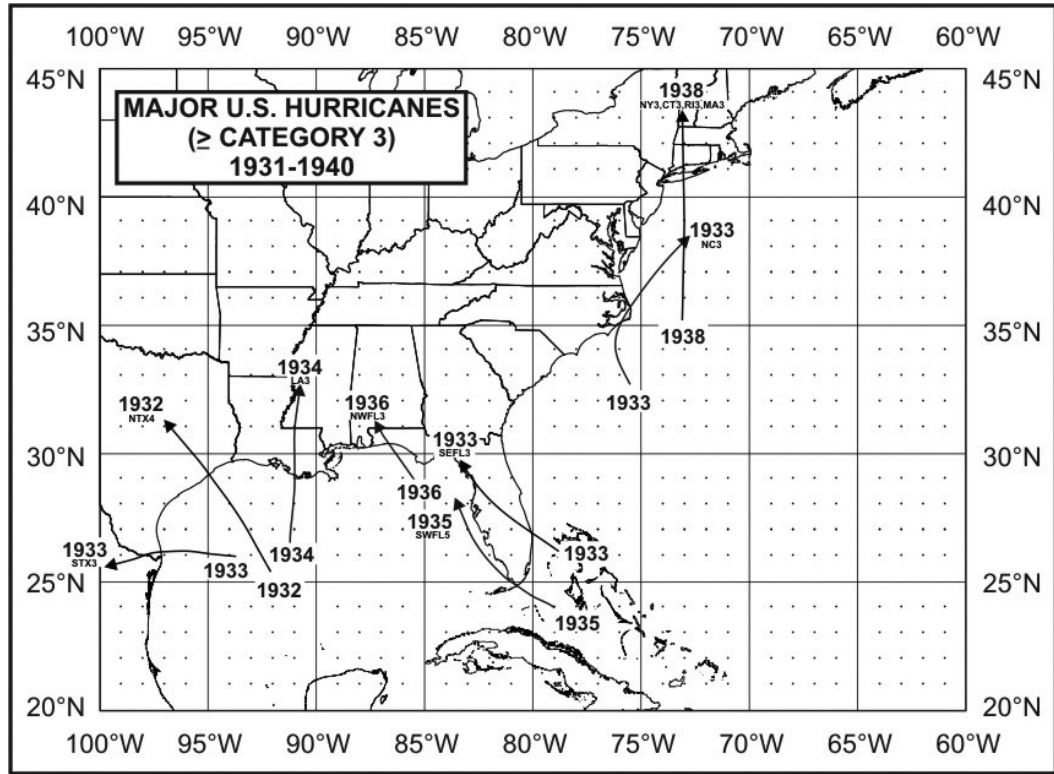 100°W 95°W 90°W 85°W 80°W 75°W 70°W 65°W 60°W
45°N 45°N
MAJOR U.S. HURRICANES
(≥ CATEGORY 3)
1931-1940
1938
NY3,CT3,RI3,MA3
40°N 40°N
1933
NC3
35°N 35°N
1938
1934
LA3
1932
NTX4
1936
NWFL3
1933
1933
SEFL3
30°N 30°N
1936
1935
SWFL5
1933
STX3
1934
1933
1933
1932
25°N 25°N
1935
20°N 20°N
100°W 95°W 90°W 85°W 80°W 75°W 70°W 65°W 60°W